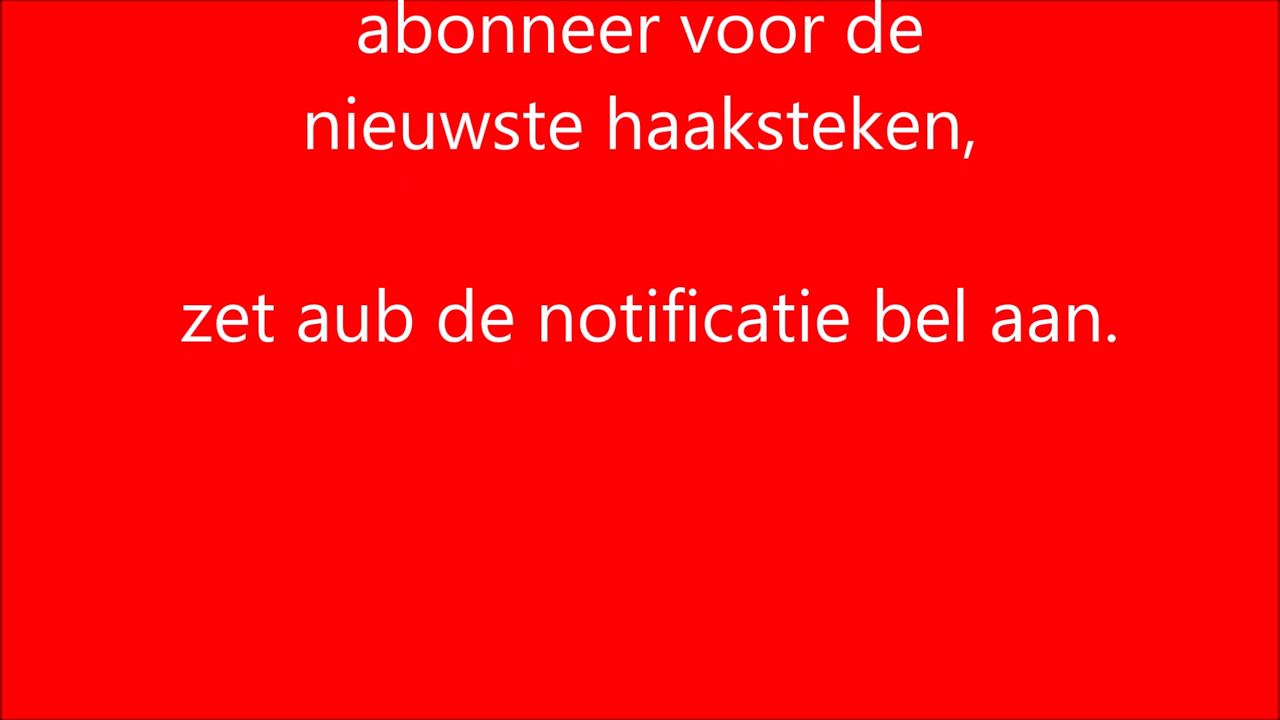 abonneer voor de
nieuwste haaksteken,
zet aub de notificatie bel aan.